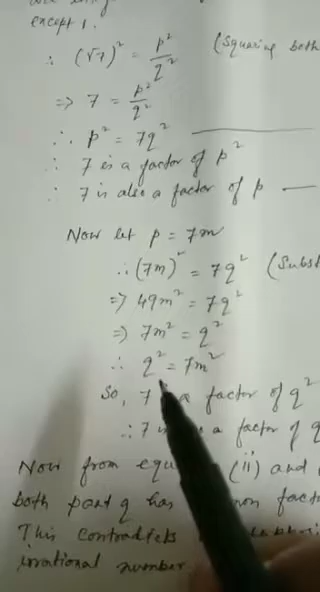 except 1.
∴ (√7)² = p²/q² (Squaring both
=> 7 = p²/q²
∴ p² = 7q²
∴ 7 is a factor of p²
∴ 7 is also a factor of p
Now let p = 7m
∴ (7m)² = 7q² (Subst
=> 49m² = 7q²
=> 7m² = q²
∴ q² = 7m²
So, 7 a factor of q²
∴ 7 a factor of q
Now from equa (ii) and
both p q has non factor
This contradicts
irrational number